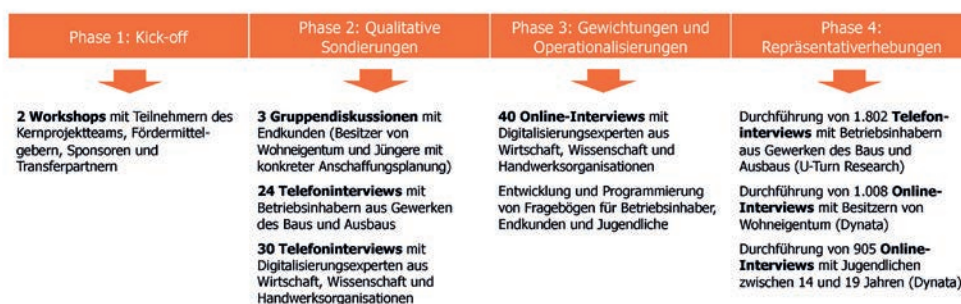 Phase 1: Kick-off
Phase 2: Qualitative
Sondierungen
Phase 3: Gewichtungen und
Operationalisierungen
Phase 4:
Repräsentativerhebungen
2 Workshops mit Teilnehmern des
Kernprojektteams, Fördermittel-
gebern, Sponsoren und
Transferpartnern
3 Gruppendiskussionen mit
Endkunden (Besitzer von
Wohneigentum und Jüngere mit
konkreter Anschaffungsplanung)
24 Telefoninterviews mit
Betriebsinhabern aus Gewerken
des Baus und Ausbaus
30 Telefoninterviews mit
Digitalisierungsexperten aus
Wirtschaft, Wissenschaft und
Handwerksorganisationen
40 Online-Interviews mit
Digitalisierungsexperten aus
Wirtschaft, Wissenschaft und
Handwerksorganisationen
Entwicklung und Programmierung
von Fragebögen für Betriebsinhaber,
Endkunden und Jugendliche
Durchführung von 1.802 Telefon-
interviews mit Betriebsinhabern
aus Gewerken des Baus und
Ausbaus (U-Turn Research)
Durchführung von 1.008 Online-
Interviews mit Besitzern von
Wohneigentum (Dynata)
Durchführung von 905 Online-
Interviews mit Jugendlichen
zwischen 14 und 19 Jahren (Dynata)